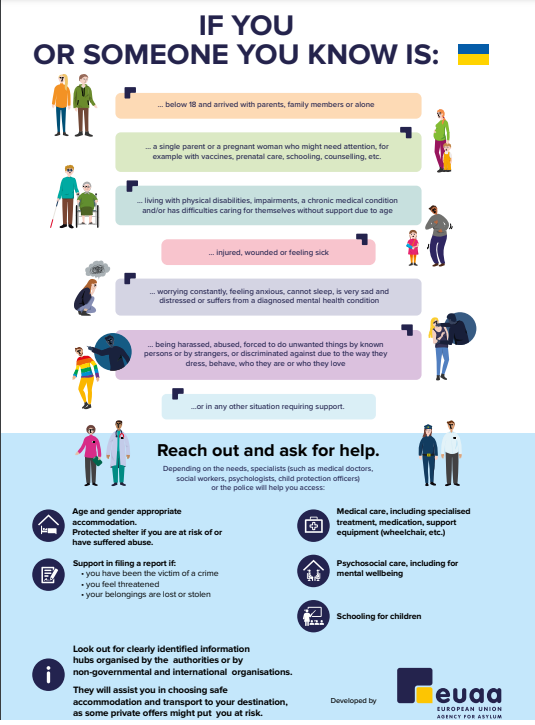 IF YOU
OR SOMEONE YOU KNOW IS:
... below 18 and arrived with parents, family members or alone
... a single parent or a pregnant woman who might need attention, for
example with vaccines, prenatal care, schooling, counselling, etc.
... living with physical disabilities, impairments, a chronic medical condition
and/or has difficulties caring for themselves without support due to age
... injured, wounded or feeling sick
... worrying constantly, feeling anxious, cannot sleep, is very sad and
distressed or suffers from a diagnosed mental health condition
... being harassed, abused, forced to do unwanted things by known
persons or by strangers, or discriminated against due to the way they
dress, behave, who they are or who they love
...or in any other situation requiring support.
Reach out and ask for help.
Depending on the needs, specialists (such as medical doctors,
social workers, psychologists, child protection officers)
or the police will help you access:
Age and gender appropriate
accommodation.
Protected shelter if you are at risk of or
have suffered abuse.
Support in filing a report if:
• you have been the victim of a crime
• you feel threatened
• your belongings are lost or stolen
Medical care, including specialised
treatment, medication, support
equipment (wheelchair, etc.)
Psychosocial care, including for
mental wellbeing
Schooling for children
Look out for clearly identified information
hubs organised by the authorities or by
non-governmental and international organisations.
They will assist you in choosing safe
accommodation and transport to your destination,
as some private offers might put you at risk.
Developed by
euaa
EUROPEAN UNION
AGENCY FOR ASYLUM